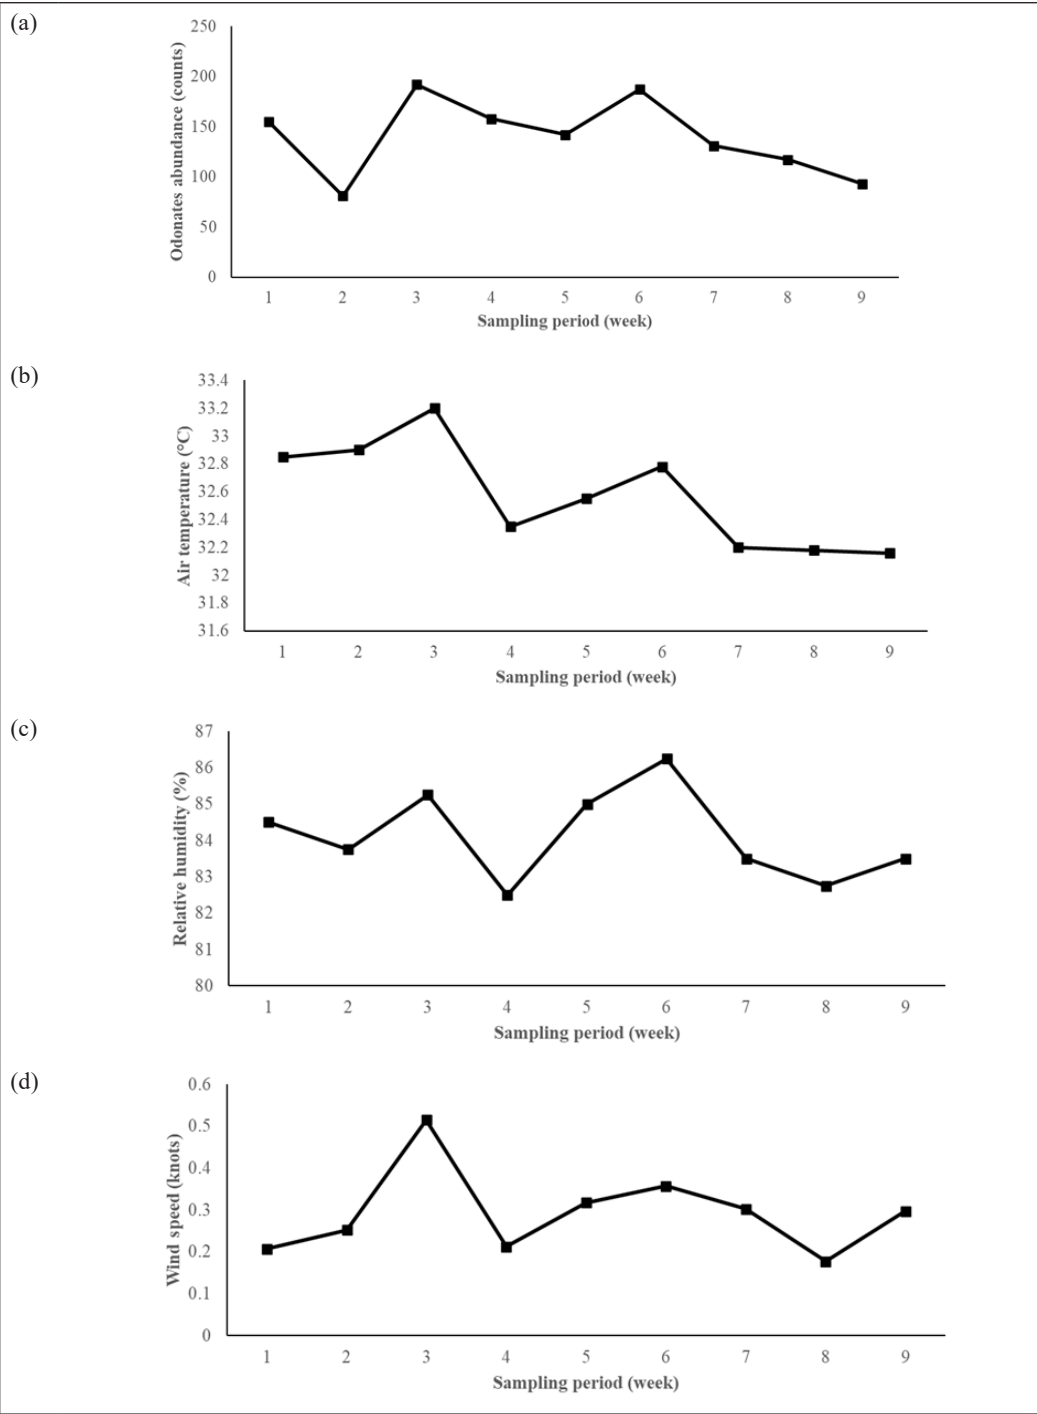 (a)
Odonates abundance (counts)
250
200
150
100
50
0
1 2 3 4 5 6 7 8 9
Sampling period (week)
(b)
Air temperature (°C)
33.4
33.2
33
32.8
32.6
32.4
32.2
32
31.8
31.6
1 2 3 4 5 6 7 8 9
Sampling period (week)
(c)
Relative humidity (%)
87
86
85
84
83
82
81
80
1 2 3 4 5 6 7 8 9
Sampling period (week)
(d)
Wind speed (knots)
0.6
0.5
0.4
0.3
0.2
0.1
0
1 2 3 4 5 6 7 8 9
Sampling period (week)